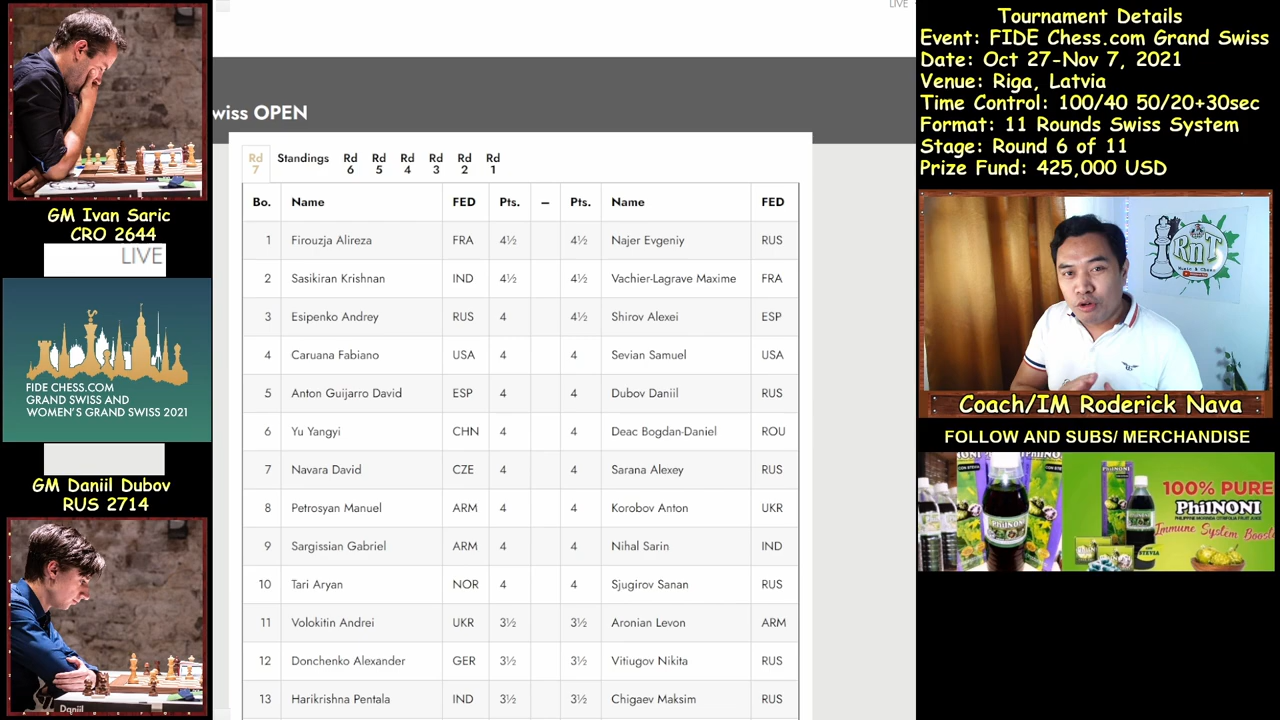 GM Ivan Saric
CRO 2644
LIVE
FIDE CHESS.COM
GRAND SWISS AND
WOMEN'S GRAND SWISS 2021
GM Daniil Dubov
RUS 2714
Daniil
LIVE
wiss OPEN
Rd 7 Standings Rd 6 Rd 5 Rd 4 Rd 3 Rd 2 Rd 1
Bo. Name FED Pts. – Pts. Name FED
1 Firouzja Alireza FRA 4½ 4½ Najer Evgeniy RUS
2 Sasikiran Krishnan IND 4½ 4½ Vachier-Lagrave Maxime FRA
3 Esipenko Andrey RUS 4 4½ Shirov Alexei ESP
4 Caruana Fabiano USA 4 4 Sevian Samuel USA
5 Anton Guijarro David ESP 4 4 Dubov Daniil RUS
6 Yu Yangyi CHN 4 4 Deac Bogdan-Daniel ROU
7 Navara David CZE 4 4 Sarana Alexey RUS
8 Petrosyan Manuel ARM 4 4 Korobov Anton UKR
9 Sargissian Gabriel ARM 4 4 Nihal Sarin IND
10 Tari Aryan NOR 4 4 Sjugirov Sanan RUS
11 Volokitin Andrei UKR 3½ 3½ Aronian Levon ARM
12 Donchenko Alexander GER 3½ 3½ Vitiugov Nikita RUS
13 Harikrishna Pentala IND 3½ 3½ Chigaev Maksim RUS
Tournament Details
Event: FIDE Chess.com Grand Swiss
Date: Oct 27-Nov 7, 2021
Venue: Riga, Latvia
Time Control: 100/40 50/20+30sec
Format: 11 Rounds Swiss System
Stage: Round 6 of 11
Prize Fund: 425,000 USD
RnT
Music & Chess
Coach/IM Roderick Nava
FOLLOW AND SUBS/ MERCHANDISE
100% PURE
PhilNONI
Immune System Boost